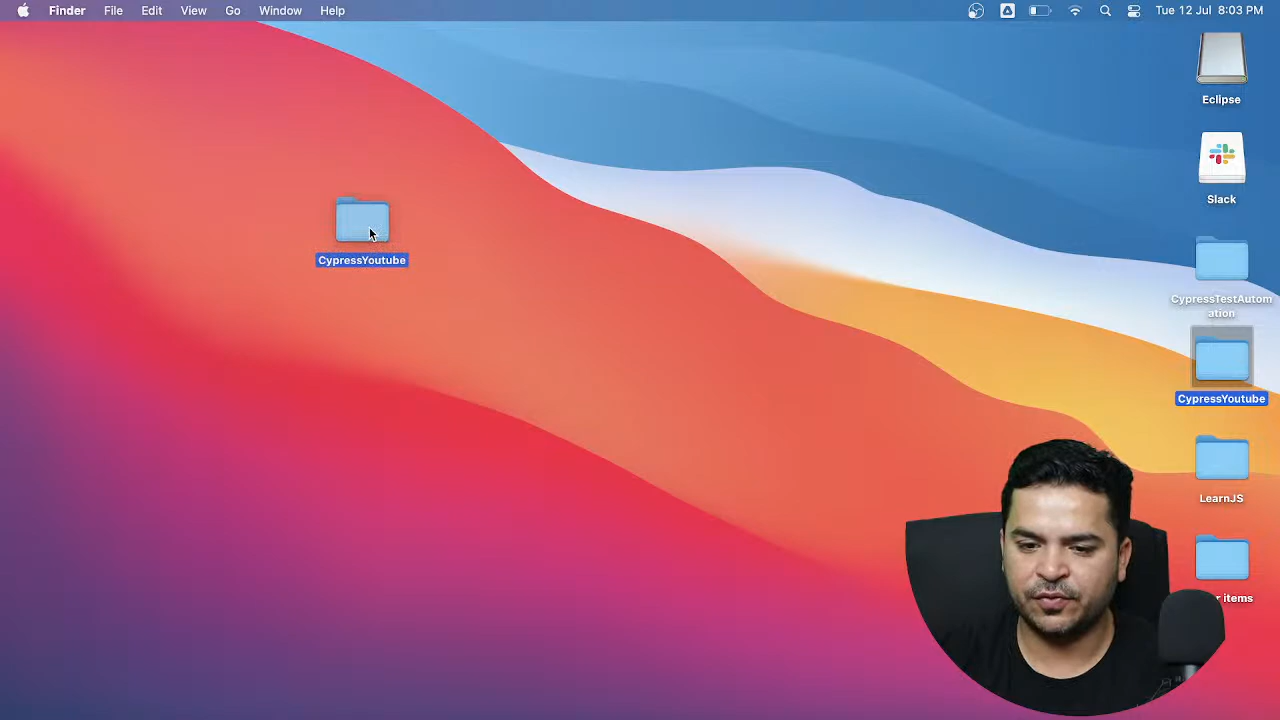 Finder File Edit View Go Window Help
Tue 12 Jul 8:03 PM
Eclipse
Slack
CypressTestAutom
ation
CypressYoutube
CypressYoutube
LearnJS
items